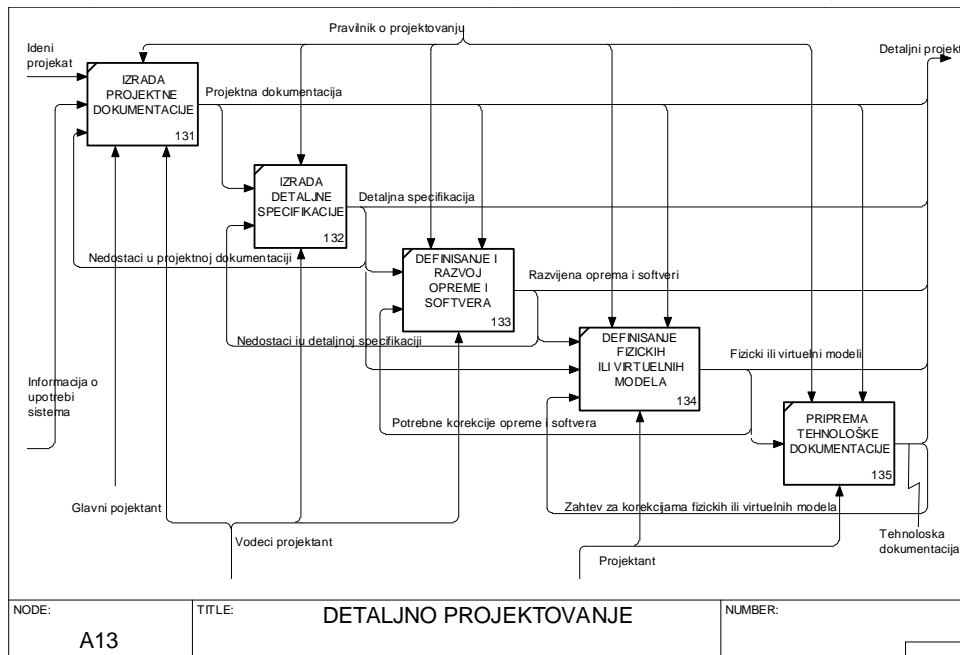 Pravilnik o projektovanju
Ideni
projekat
Detaljni projekt
IZRADA
PROJEKTNE
DOKUMENTACIJE
131
Projektna dokumentacija
IZRADA
DETALJNE
SPECIFIKACIJE
132
Detaljna specifikacija
Nedostaci u projektnoj dokumentaciji
DEFINISANJE I
RAZVOJ
OPREME I
SOFTVERA
133
Razvijena oprema i softveri
Nedostaci iu detaljnoj specifikaciji
DEFINISANJE
FIZICKIH
ILI VIRTUELNIH
MODELA
134
Fizicki ili virtuelni modeli
Informacija o
upotrebi
sistema
Potrebne korekcije opreme i softvera
PRIPREMA
TEHNOLOŠKE
DOKUMENTACIJE
135
Glavni pojektant
Zahtev za korekcijama fizickih ili virtuelnih modela
Vodeci projektant
Projektant
Tehnoloska
dokumentacija
NODE:
A13
TITLE:
DETALJNO PROJEKTOVANJE
NUMBER: